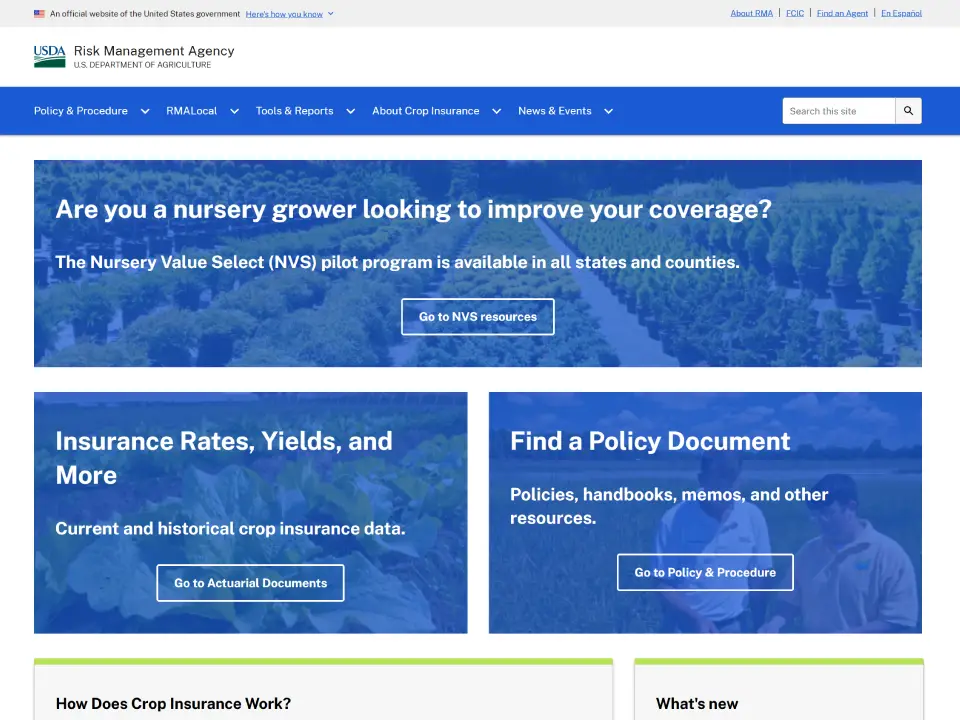 An official website of the United States government Here's how you know
About RMA FCIC Find an Agent En Español
USDA Risk Management Agency
U.S. DEPARTMENT OF AGRICULTURE
Policy & Procedure RMALocal Tools & Reports About Crop Insurance News & Events Search this site
Are you a nursery grower looking to improve your coverage?
The Nursery Value Select (NVS) pilot program is available in all states and counties.
Go to NVS resources
Insurance Rates, Yields, and
More
Current and historical crop insurance data.
Go to Actuarial Documents
Find a Policy Document
Policies, handbooks, memos, and other
resources.
Go to Policy & Procedure
How Does Crop Insurance Work?
What's new